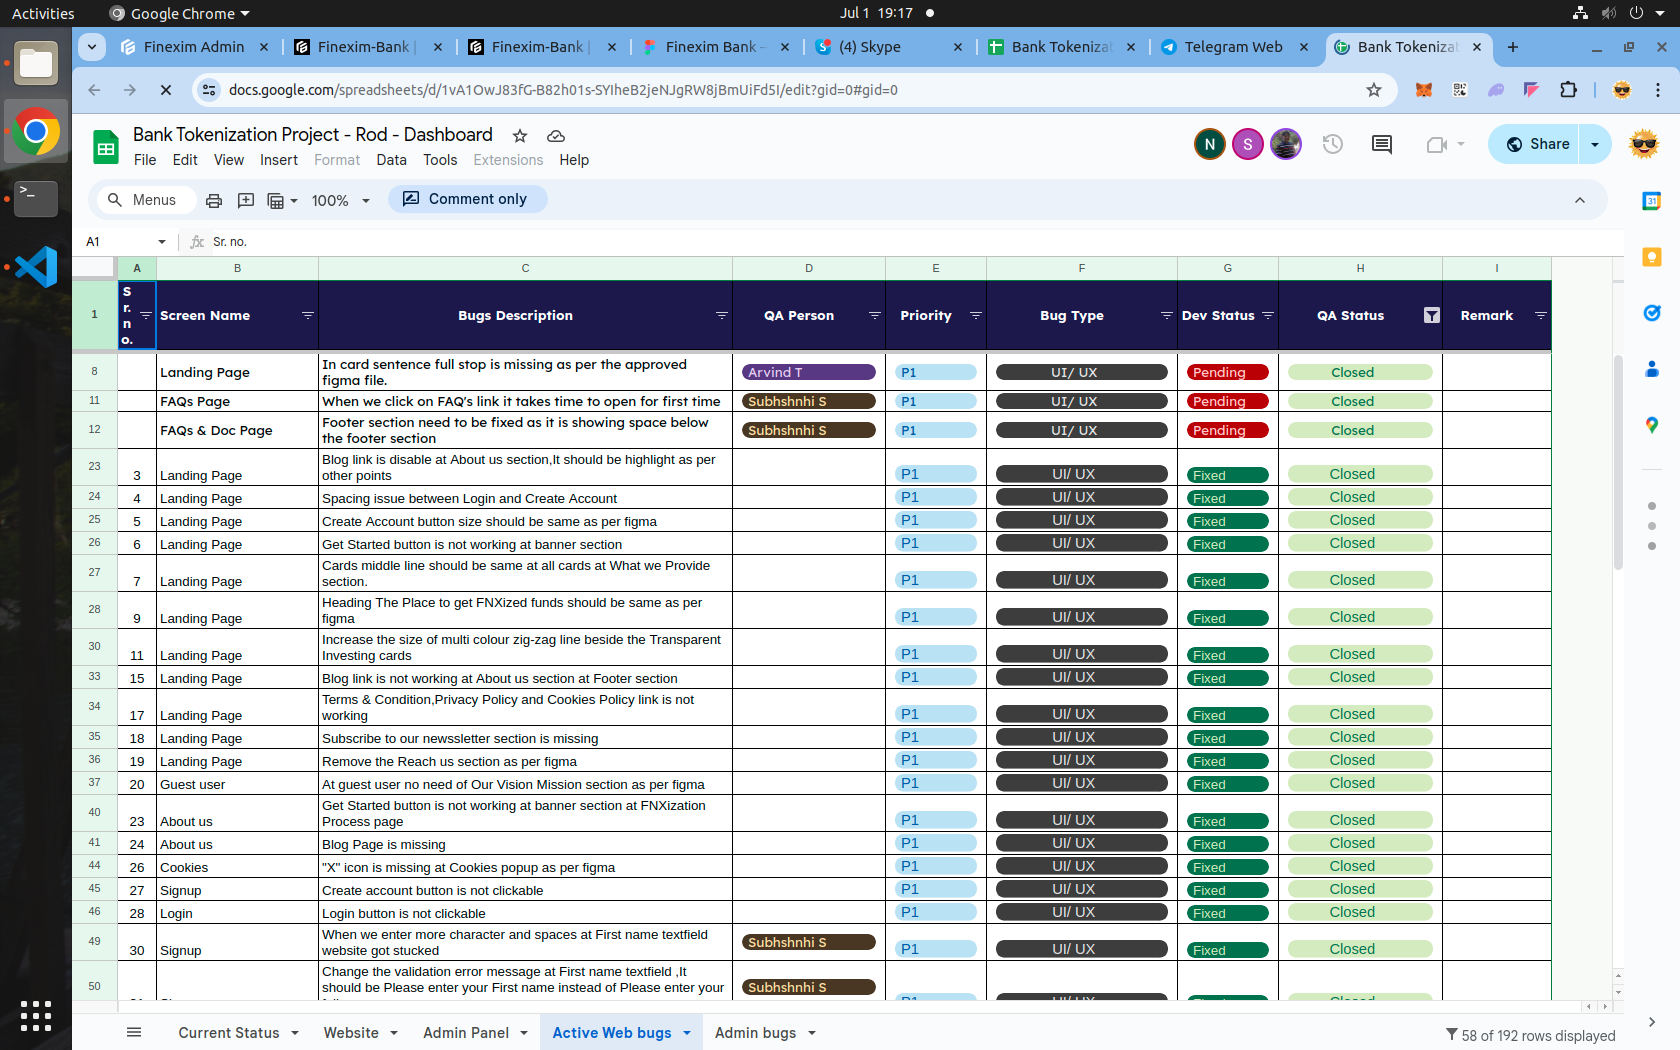 Activities Google Chrome Jul 1 19:17
Finexim Admin Finexim-Bank Finexim-Bank Finexim Bank – (4) Skype Bank Tokeniza Telegram Web Bank Tokeniza
docs.google.com/spreadsheets/d/1vA1OwJ83fG-B82h01s-SYIheB2jeNJgRW8jBmUiFd5I/edit?gid=0#gid=0
Bank Tokenization Project - Rod - Dashboard
N S Share
File Edit View Insert Format Data Tools Extensions Help
Menus 100% Comment only
31
A1 fx Sr. no.
A B C D E F G H I
1 Sr. no. Screen Name Bugs Description QA Person Priority Bug Type Dev Status QA Status Remark
8 Landing Page In card sentence full stop is missing as per the approved
figma file. Arvind T P1 UI/ UX Pending Closed
11 FAQs Page When we click on FAQ's link it takes time to open for first time Subhshnhi S P1 UI/ UX Pending Closed
12 FAQs & Doc Page Footer section need to be fixed as it is showing space below
the footer section Subhshnhi S P1 UI/ UX Pending Closed
23 3 Landing Page Blog link is disable at About us section,It should be highlight as per
other points P1 UI/ UX Fixed Closed
24 4 Landing Page Spacing issue between Login and Create Account P1 UI/ UX Fixed Closed
25 5 Landing Page Create Account button size should be same as per figma P1 UI/ UX Fixed Closed
26 6 Landing Page Get Started button is not working at banner section P1 UI/ UX Fixed Closed
27 7 Landing Page Cards middle line should be same at all cards at What we Provide
section. P1 UI/ UX Fixed Closed
28 9 Landing Page Heading The Place to get FNXized funds should be same as per
figma P1 UI/ UX Fixed Closed
30 11 Landing Page Increase the size of multi colour zig-zag line beside the Transparent
Investing cards P1 UI/ UX Fixed Closed
33 15 Landing Page Blog link is not working at About us section at Footer section P1 UI/ UX Fixed Closed
34 17 Landing Page Terms & Condition,Privacy Policy and Cookies Policy link is not
working P1 UI/ UX Fixed Closed
35 18 Landing Page Subscribe to our newssletter section is missing P1 UI/ UX Fixed Closed
36 19 Landing Page Remove the Reach us section as per figma P1 UI/ UX Fixed Closed
37 20 Guest user At guest user no need of Our Vision Mission section as per figma P1 UI/ UX Fixed Closed
40 23 About us Get Started button is not working at banner section at FNXization
Process page P1 UI/ UX Fixed Closed
41 24 About us Blog Page is missing P1 UI/ UX Fixed Closed
44 26 Cookies "X" icon is missing at Cookies popup as per figma P1 UI/ UX Fixed Closed
45 27 Signup Create account button is not clickable P1 UI/ UX Fixed Closed
46 28 Login Login button is not clickable P1 UI/ UX Fixed Closed
49 30 Signup When we enter more character and spaces at First name textfield
website got stucked Subhshnhi S P1 UI/ UX Fixed Closed
50 Change the validation error message at First name textfield ,It
should be Please enter your First name instead of Please enter your Subhshnhi S
Current Status Website Admin Panel Active Web bugs Admin bugs 58 of 192 rows displayed